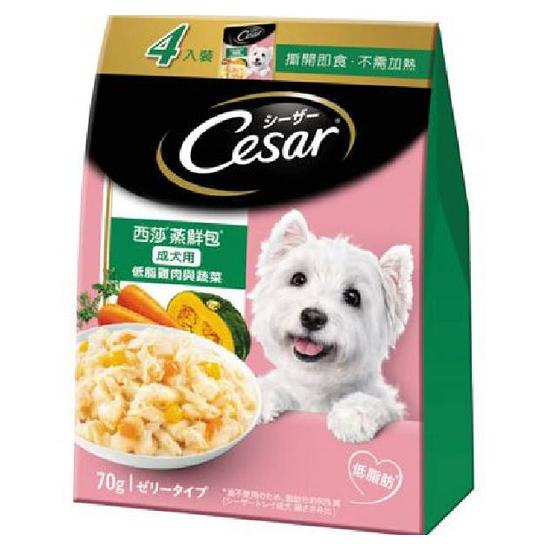 4入裝
撕開即食・不需加熱
シーザー
Cesar®
西莎®蒸鮮包®
成犬用
低脂雞肉與蔬菜
低脂肪*
70g | ゼリータイプ